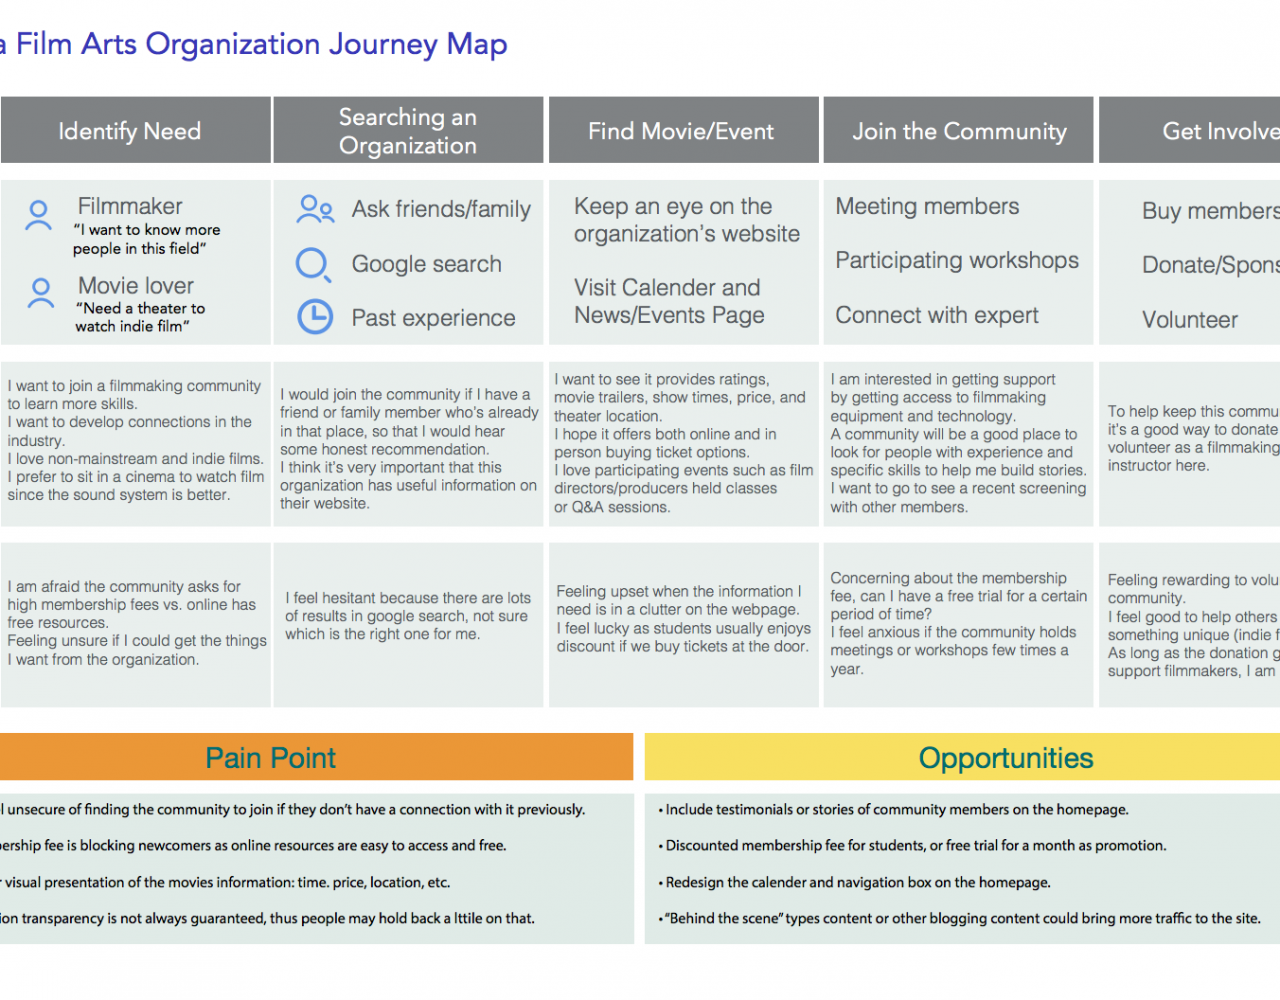 a Film Arts Organization Journey Map
Identify Need
Searching an
Organization
Find Movie/Event
Join the Community
Get Involve
Filmmaker
“I want to know more
people in this field”
Movie lover
“Need a theater to
watch indie film”
Ask friends/family
Google search
Past experience
Keep an eye on the
organization’s website
Visit Calender and
News/Events Page
Meeting members
Participating workshops
Connect with expert
Buy members
Donate/Spons
Volunteer
I want to join a filmmaking community
to learn more skills.
I want to develop connections in the
industry.
I love non-mainstream and indie films.
I prefer to sit in a cinema to watch film
since the sound system is better.
I would join the community if I have a
friend or family member who’s already
in that place, so that I would hear
some honest recommendation.
I think it’s very important that this
organization has useful information on
their website.
I want to see it provides ratings,
movie trailers, show times, price, and
theater location.
I hope it offers both online and in
person buying ticket options.
I love participating events such as film
directors/producers held classes
or Q&A sessions.
I am interested in getting support
by getting access to filmmaking
equipment and technology.
A community will be a good place to
look for people with experience and
specific skills to help me build stories.
I want to go to see a recent screening
with other members.
To help keep this commu
it’s a good way to donate
volunteer as a filmmaking
instructor here.
I am afraid the community asks for
high membership fees vs. online has
free resources.
Feeling unsure if I could get the things
I want from the organization.
I feel hesitant because there are lots
of results in google search, not sure
which is the right one for me.
Feeling upset when the information I
need is in a clutter on the webpage.
I feel lucky as students usually enjoys
discount if we buy tickets at the door.
Concerning about the membership
fee, can I have a free trial for a certain
period of time?
I feel anxious if the community holds
meetings or workshops few times a
year.
Feeling rewarding to volu
community.
I feel good to help others
something unique (indie f
As long as the donation g
support filmmakers, I am
Pain Point
l unsecure of finding the community to join if they don’t have a connection with it previously.
bership fee is blocking newcomers as online resources are easy to access and free.
r visual presentation of the movies information: time. price, location, etc.
ion transparency is not always guaranteed, thus people may hold back a lttile on that.
Opportunities
• Include testimonials or stories of community members on the homepage.
• Discounted membership fee for students, or free trial for a month as promotion.
• Redesign the calender and navigation box on the homepage.
• “Behind the scene” types content or other blogging content could bring more traffic to the site.